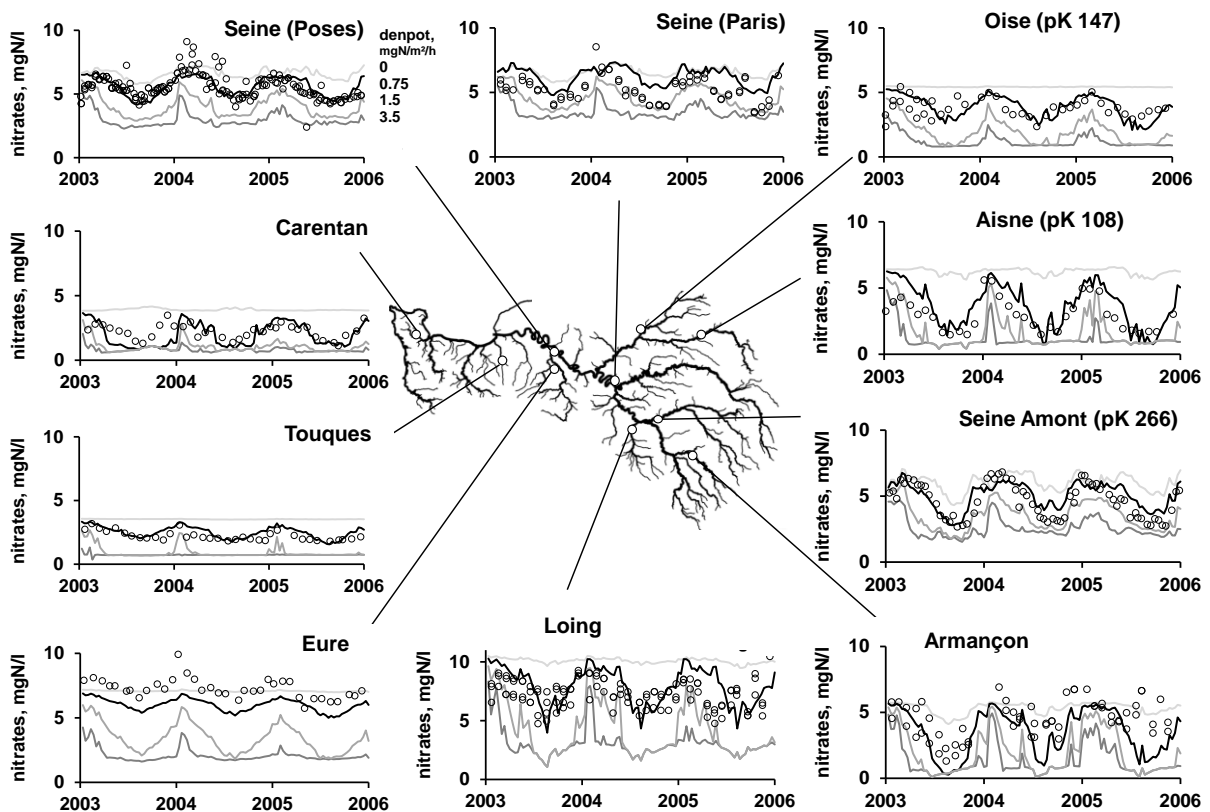 Seine (Poses)
nitrates, mgN/l
10
5
0
2003 2004 2005 2006
denpot,
mgN/m²/h
0
0.75
1.5
3.5
Seine (Paris)
nitrates, mgN/l
10
5
0
2003 2004 2005 2006
Oise (pK 147)
nitrates, mgN/l
10
5
0
2003 2004 2005 2006
Carentan
nitrates, mgN/l
10
5
0
2003 2004 2005 2006
Aisne (pK 108)
nitrates, mgN/l
10
5
0
2003 2004 2005 2006
Touques
nitrates, mgN/l
10
5
0
2003 2004 2005 2006
Seine Amont (pK 266)
nitrates, mgN/l
10
5
0
2003 2004 2005 2006
Eure
nitrates, mgN/l
10
5
0
2003 2004 2005 2006
Loing
nitrates, mgN/l
10
5
0
2003 2004 2005 2006
Armançon
nitrates, mgN/l
10
5
0
2003 2004 2005 2006